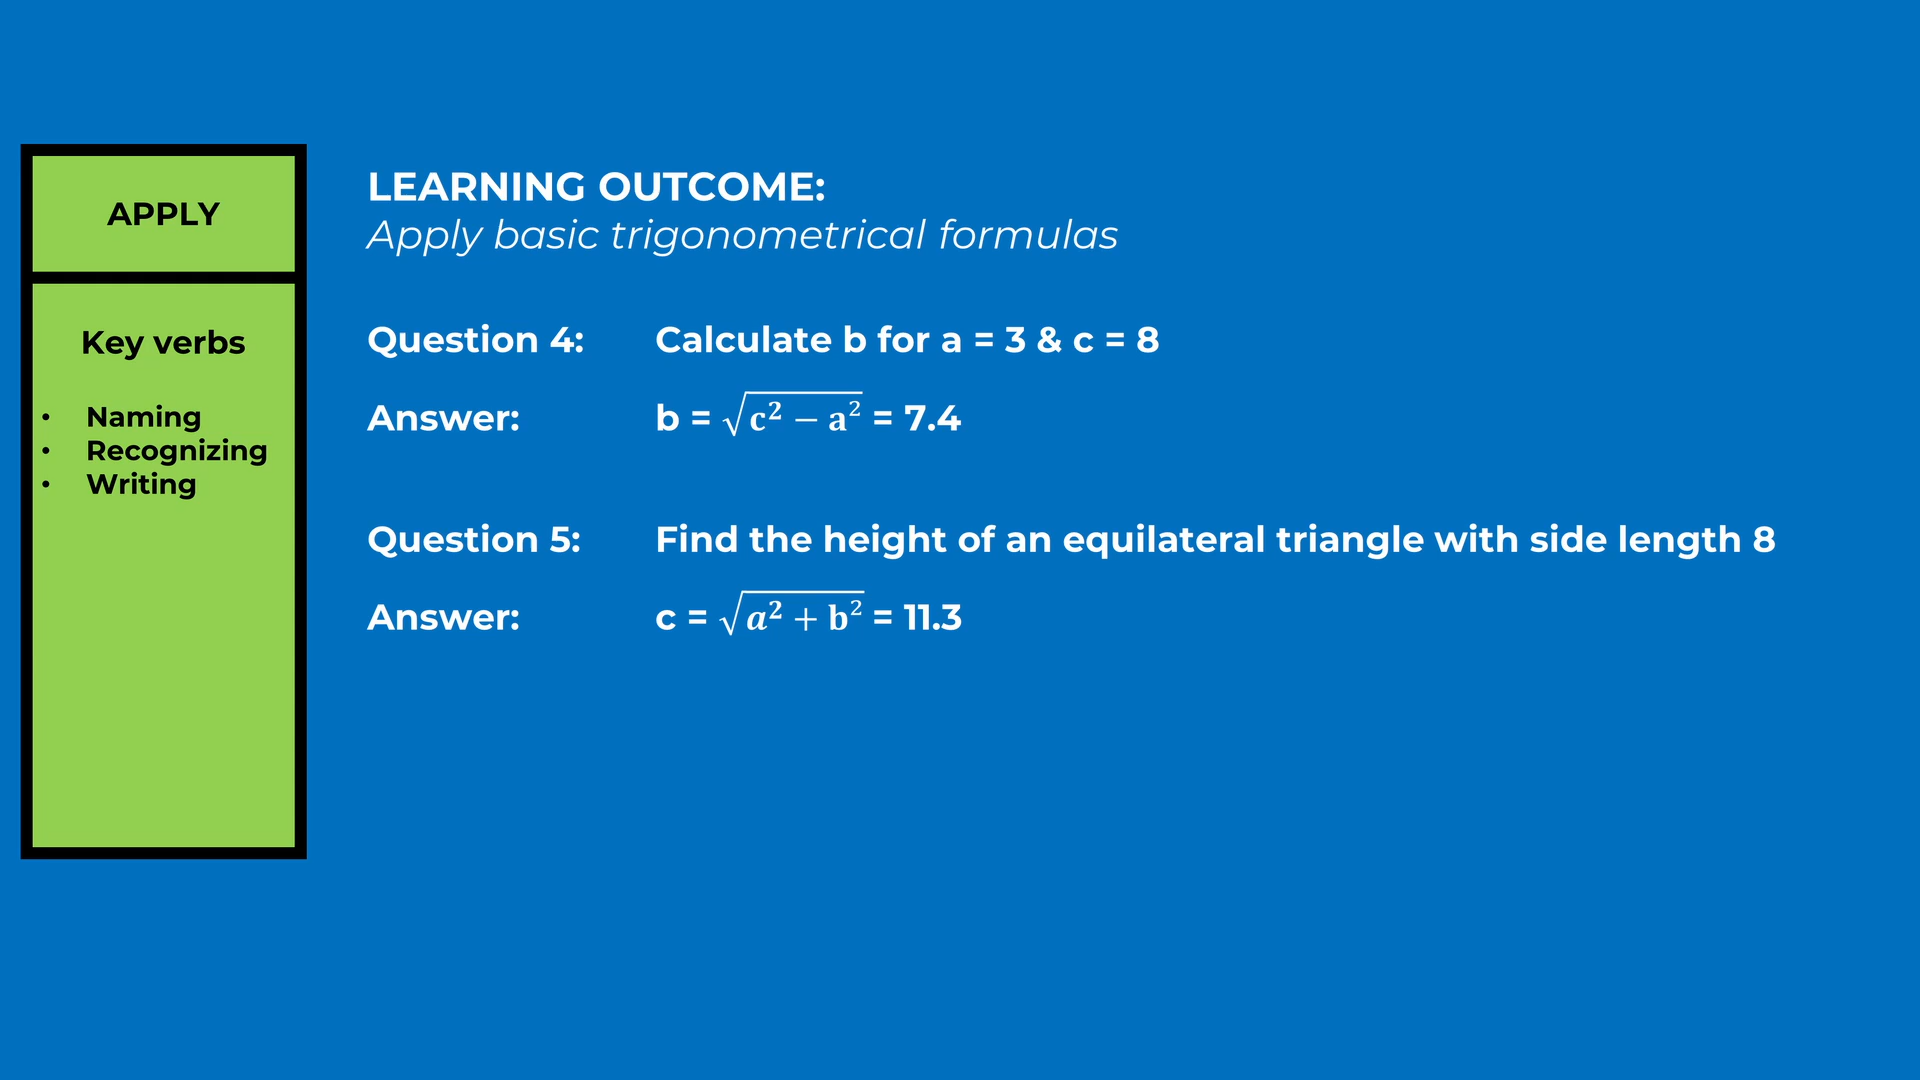 APPLY
Key verbs
• Naming
• Recognizing
• Writing
LEARNING OUTCOME:
Apply basic trigonometrical formulas
Question 4: Calculate b for a = 3 & c = 8
Answer: b = √(c² − a²) = 7.4
Question 5: Find the height of an equilateral triangle with side length 8
Answer: c = √(a² + b²) = 11.3